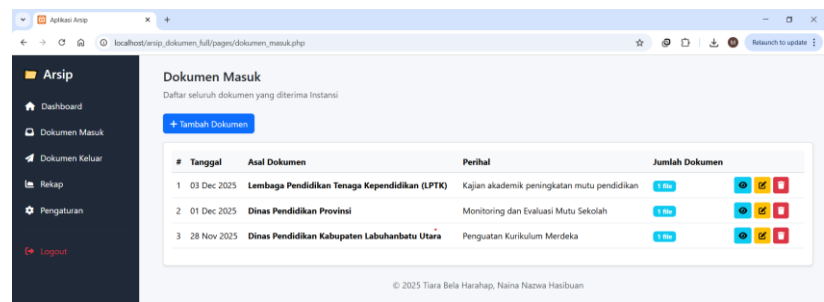 Aplikasi Arsip
localhost/arsip_dokumen_full/pages/dokumen_masuk.php
Relaunch to update
Arsip
Dashboard
Dokumen Masuk
Dokumen Keluar
Rekap
Pengaturan
Logout
Dokumen Masuk
Daftar seluruh dokumen yang diterima Instansi
+ Tambah Dokumen
# Tanggal Asal Dokumen Perihal Jumlah Dokumen
1 03 Dec 2025 Lembaga Pendidikan Tenaga Kependidikan (LPTK) Kajian akademik peningkatan mutu pendidikan 1 file
2 01 Dec 2025 Dinas Pendidikan Provinsi Monitoring dan Evaluasi Mutu Sekolah 1 file
3 28 Nov 2025 Dinas Pendidikan Kabupaten Labuhanbatu Utara Penguatan Kurikulum Merdeka 1 file
© 2025 Tiara Bela Harahap, Naina Nazwa Hasibuan